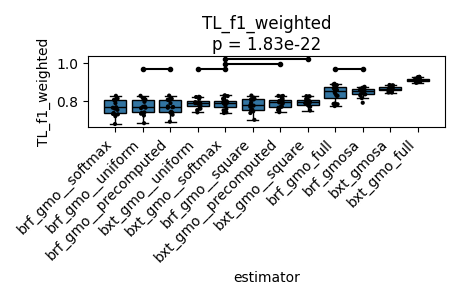 TL_f1_weighted
p = 1.83e-22
TL_f1_weighted
1.0
0.8
brf_gmo__softmax
brf_gmo__uniform
brf_gmo__precomputed
bxt_gmo__uniform
bxt_gmo__softmax
brf_gmo__square
bxt_gmo__precomputed
bxt_gmo__square
brf_gmo_full
brf_gmosa
bxt_gmosa
bxt_gmo_full
estimator